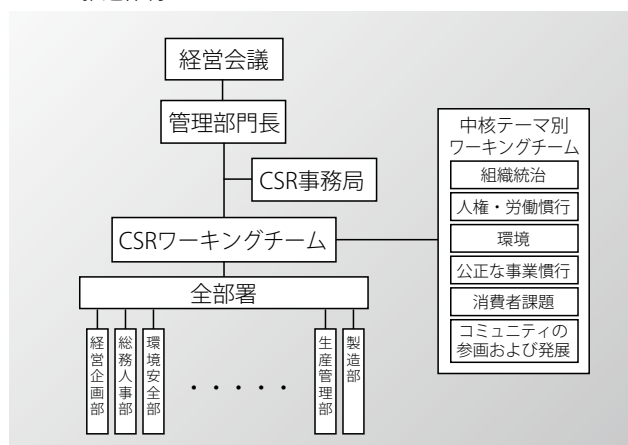 経営会議
管理部門長
CSR事務局
CSRワーキングチーム
全部署
経営企画部
総務人事部
環境安全部
・・・・・
生産管理部
製造部
中核テーマ別
ワーキングチーム
組織統治
人権・労働慣行
環境
公正な事業慣行
消費者課題
コミュニティの
参画および発展